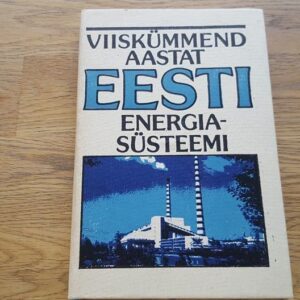 VIISKÜMMEND
AASTAT
EESTI
ENERGIA-
SÜSTEEMI